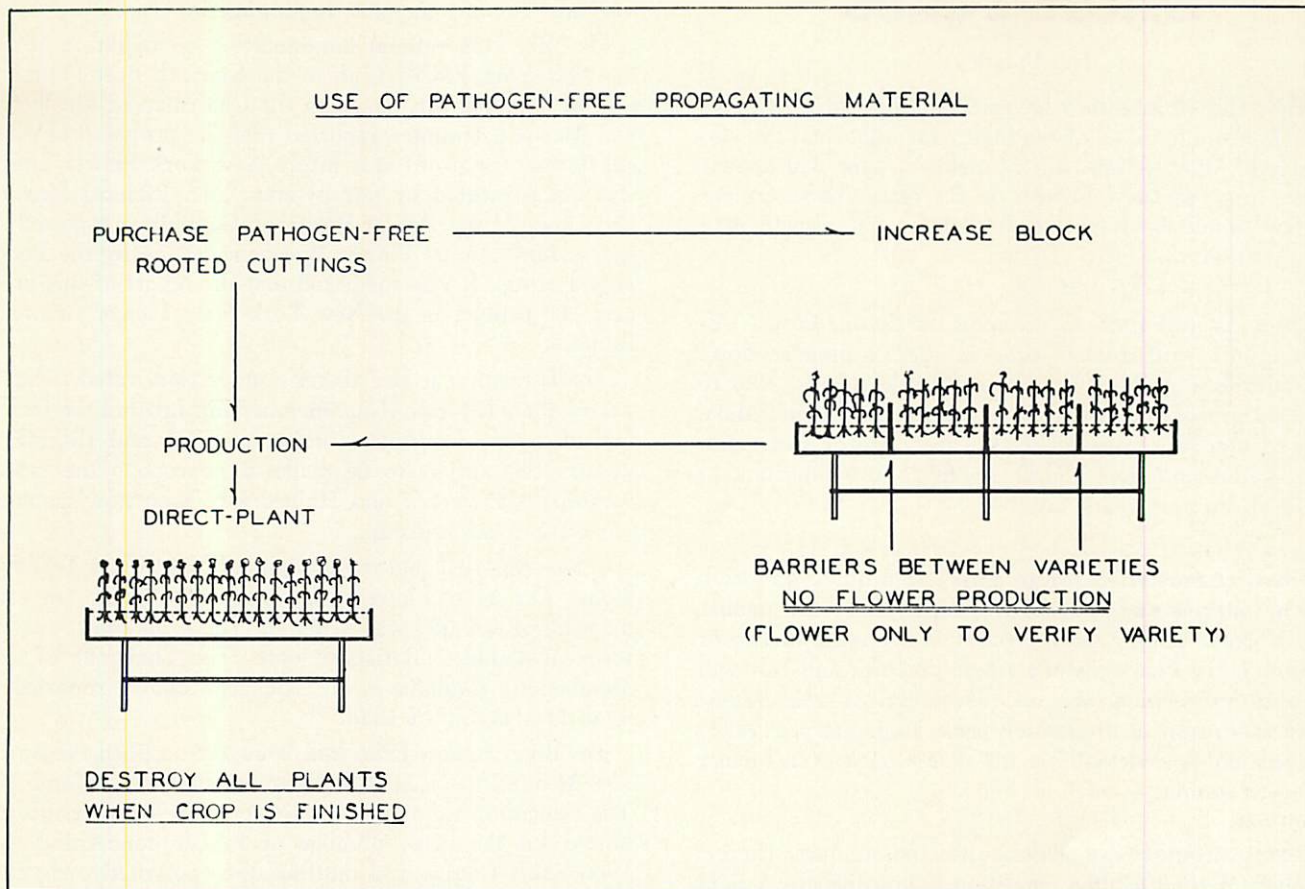 USE OF PATHOGEN-FREE PROPAGATING MATERIAL
PURCHASE PATHOGEN-FREE
ROOTED CUTTINGS
INCREASE BLOCK
PRODUCTION
DIRECT-PLANT
BARRIERS BETWEEN VARIETIES
NO FLOWER PRODUCTION
(FLOWER ONLY TO VERIFY VARIETY)
DESTROY ALL PLANTS
WHEN CROP IS FINISHED